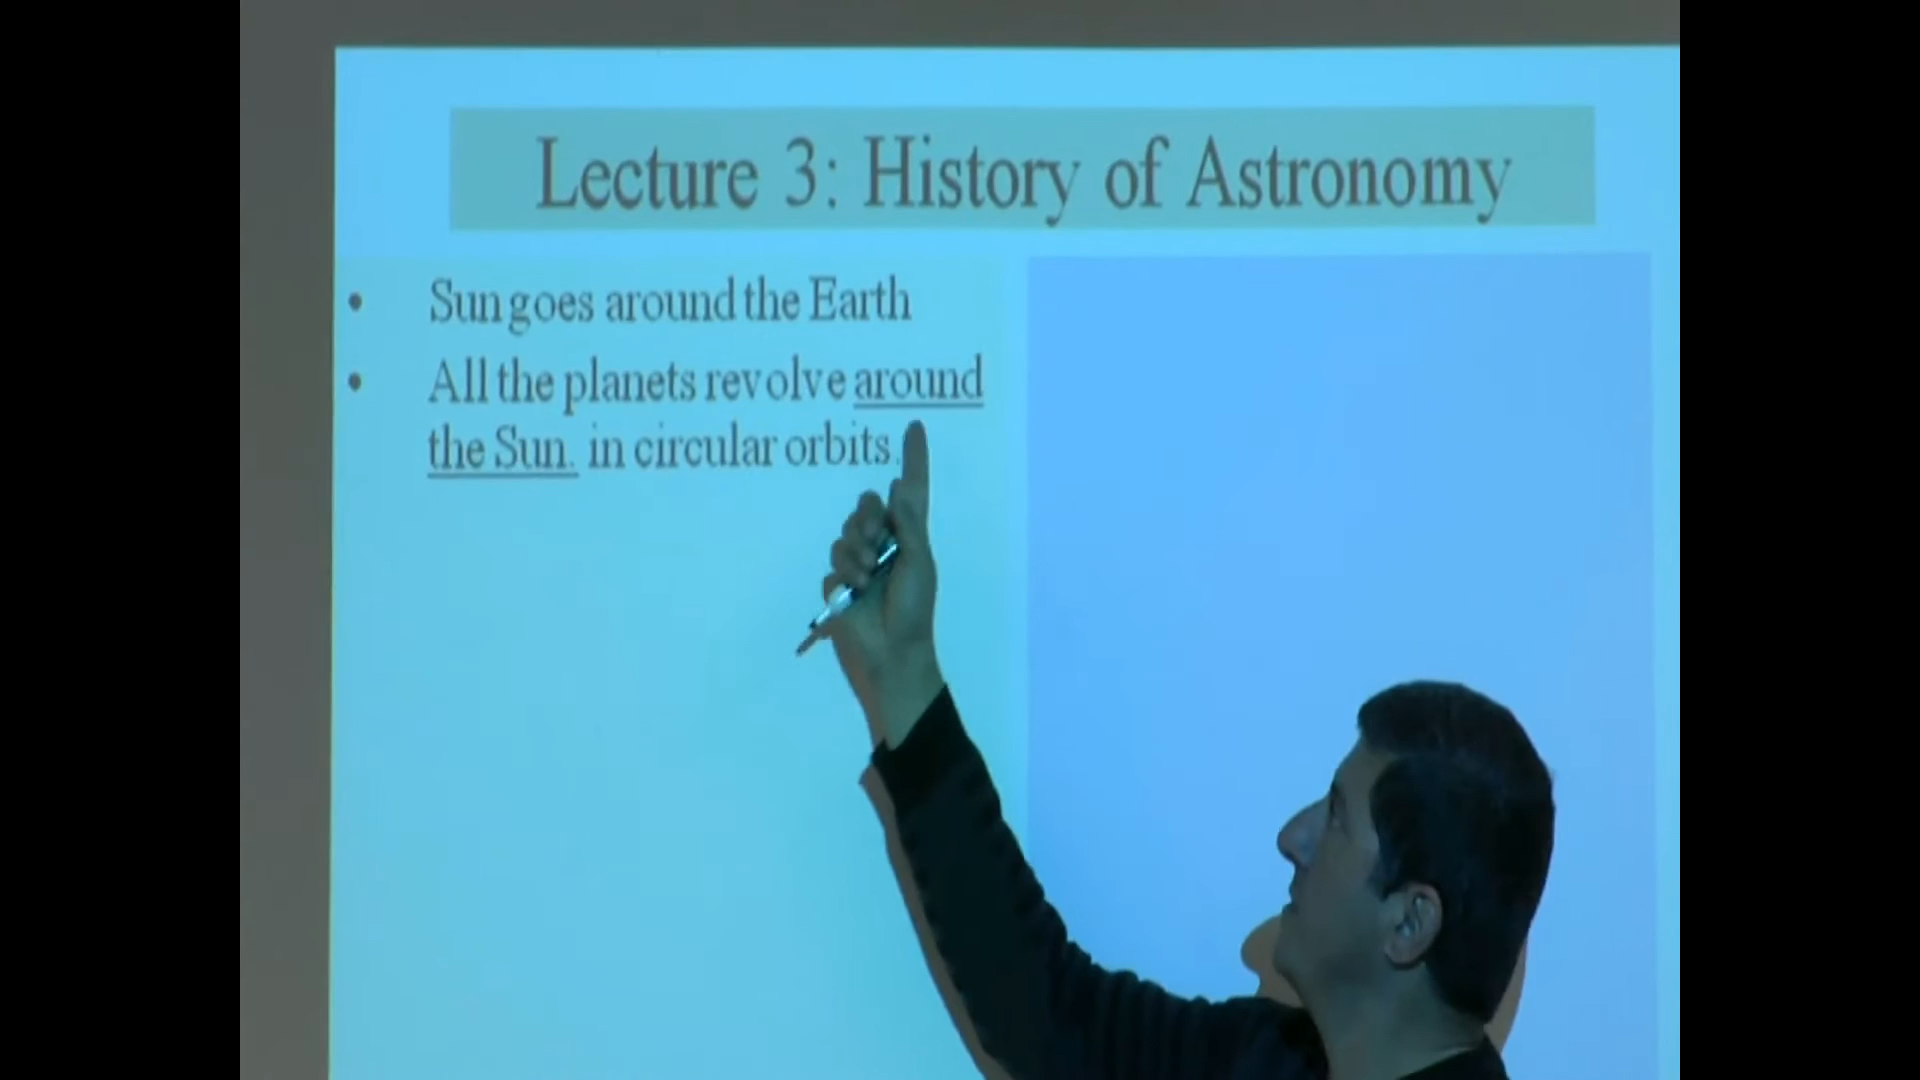 Lecture 3: History of Astronomy
• Sun goes around the Earth
• All the planets revolve around
the Sun. in circular orbits.